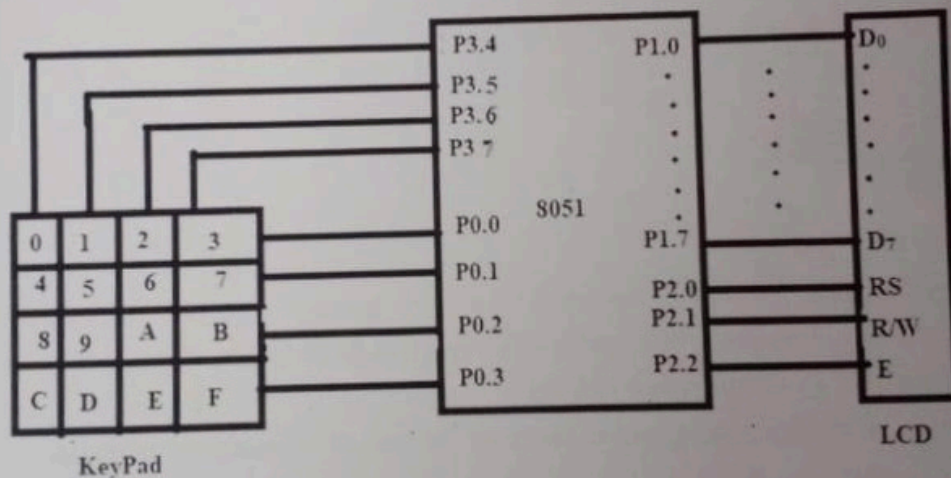 P3.4 P1.0 D0
P3.5
P3.6
P3 7
8051
0 1 2 3 P0.0
P1.7 D7
4 5 6 7 P0.1
P2.0 RS
P2.1 R/W
8 9 A B P0.2
P2.2 E
C D E F P0.3
LCD
KeyPad